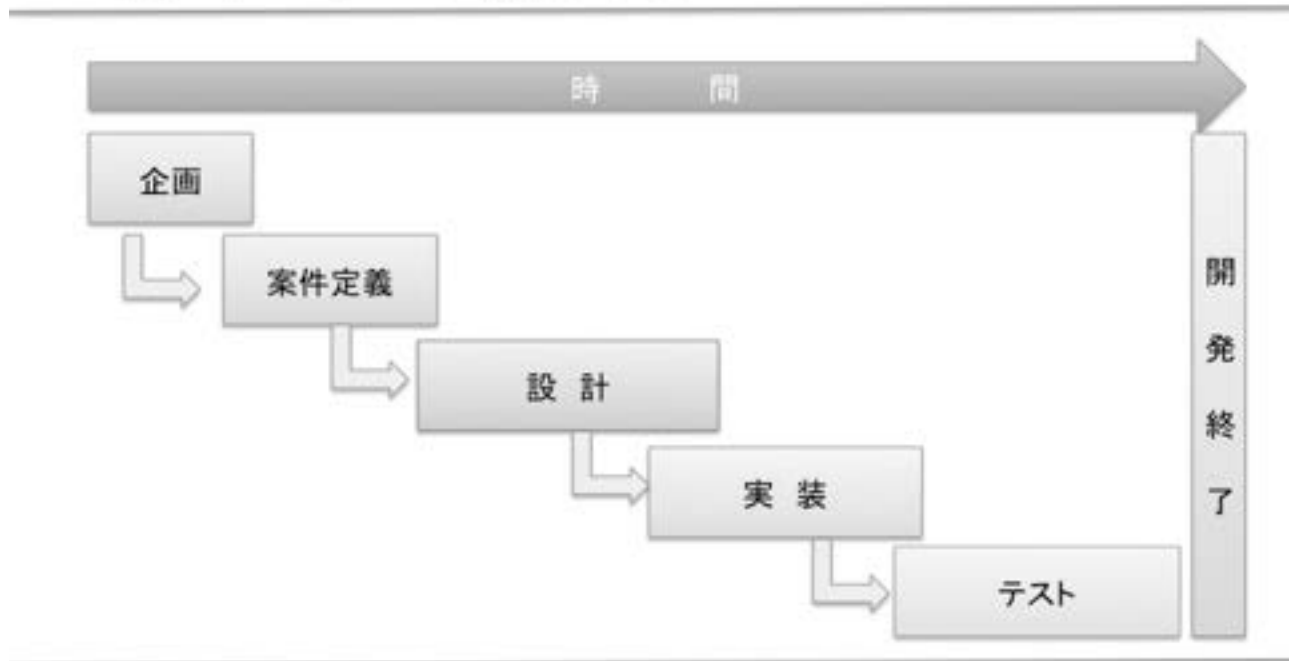 時 間
企画
案件定義
設 計
実 装
テスト
開発終了